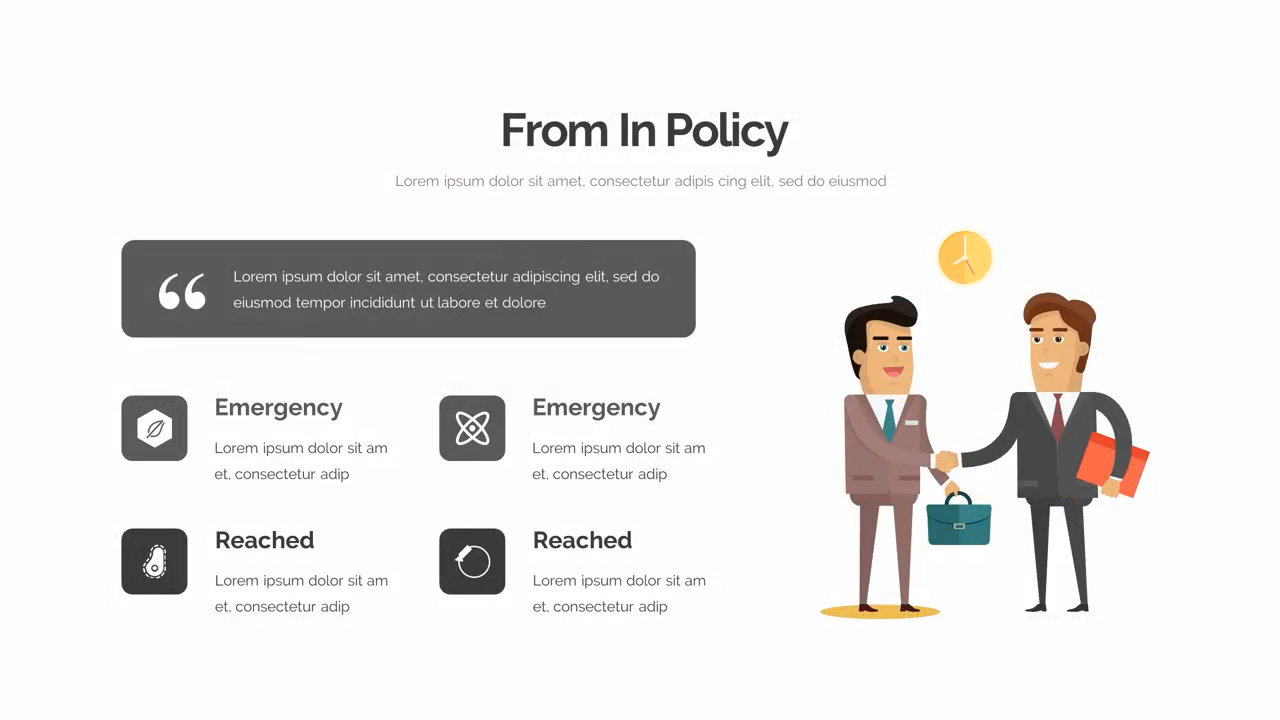 From In Policy
Lorem ipsum dolor sit amet, consectetur adipis cing elit, sed do eiusmod
Lorem ipsum dolor sit amet, consectetur adipiscing elit, sed do
eiusmod tempor incididunt ut labore et dolore
Emergency
Lorem ipsum dolor sit am
et, consectetur adip
Emergency
Lorem ipsum dolor sit am
et, consectetur adip
Reached
Lorem ipsum dolor sit am
et, consectetur adip
Reached
Lorem ipsum dolor sit am
et, consectetur adip